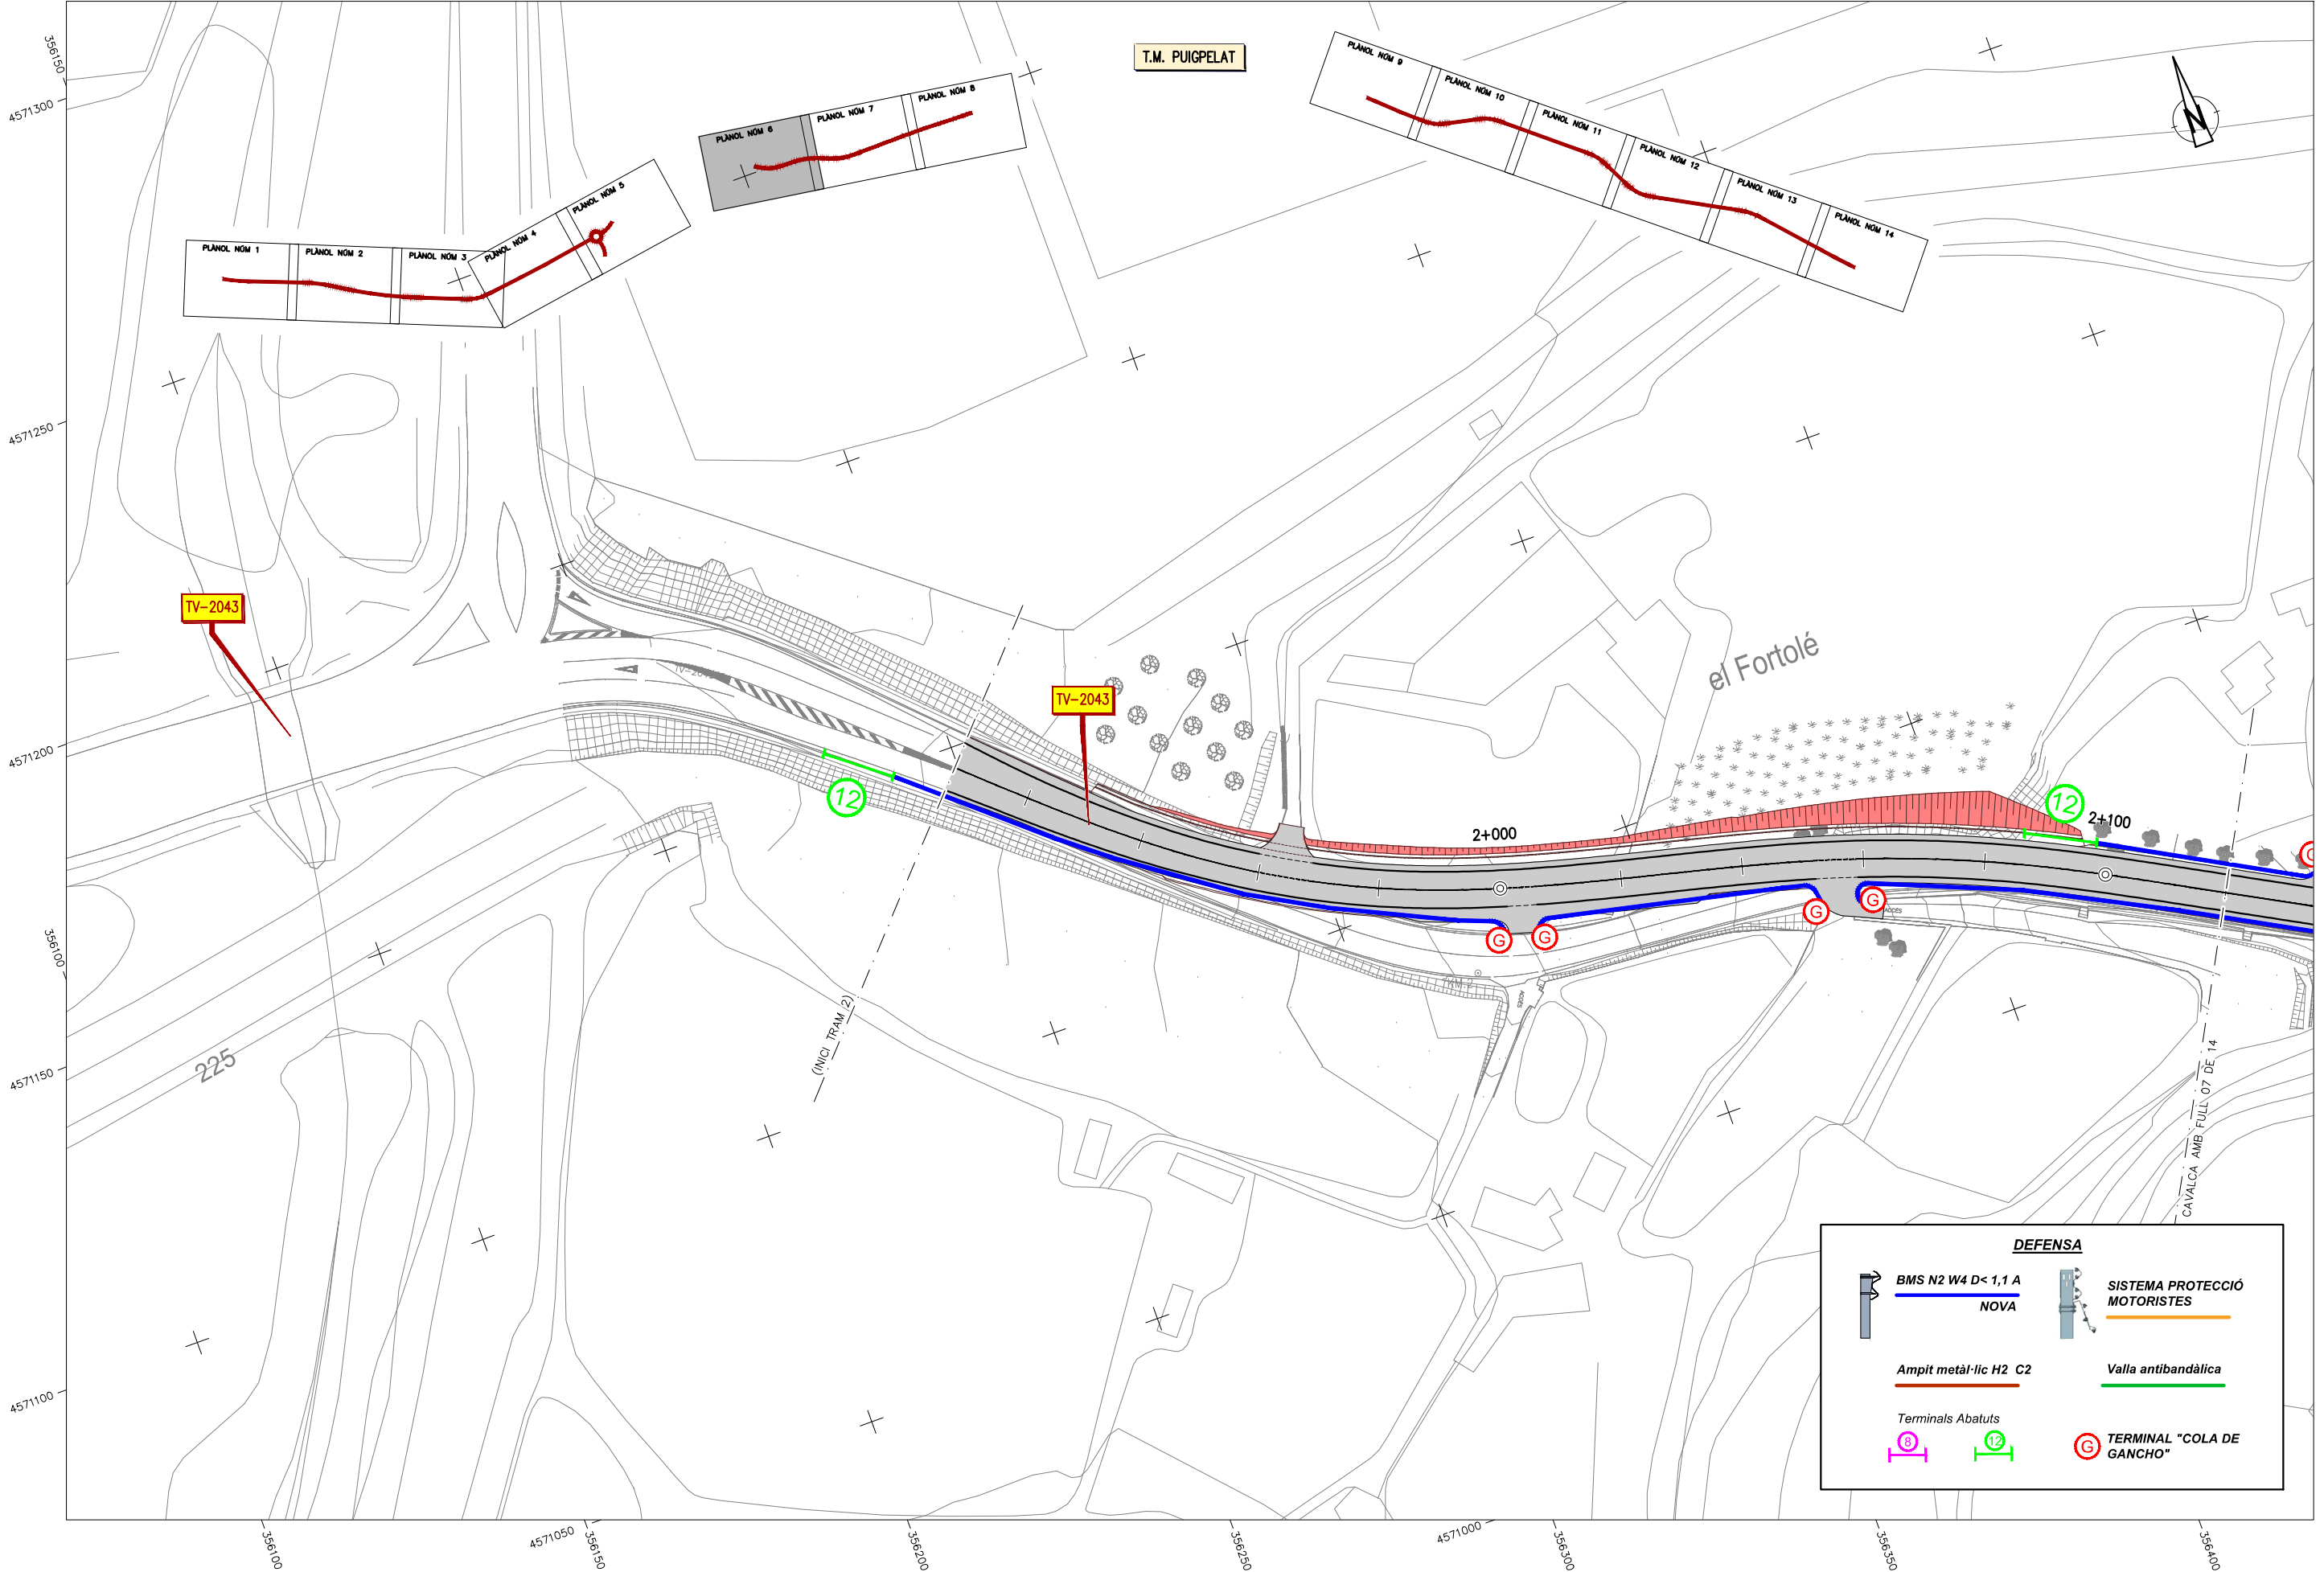 T.M. PUIGPELAT
PLÀNOL NÚM 1
PLÀNOL NÚM 2
PLÀNOL NÚM 3
PLÀNOL NÚM 4
PLÀNOL NÚM 5
PLÀNOL NÚM 6
PLÀNOL NÚM 7
PLÀNOL NÚM 8
PLÀNOL NÚM 9
PLÀNOL NÚM 10
PLÀNOL NÚM 11
PLÀNOL NÚM 12
PLÀNOL NÚM 13
PLÀNOL NÚM 14
N
356150
4571300
4571250
4571200
356100
4571150
4571100
TV-2043
TV-2043
12
el Fortolé
2+000
12
2+100
G
G
G
G
G
ACCES
ACCES
225
(INICI TRAM 2)
CAVALCA AMB FULL 07 DE 14
DEFENSA
BMS N2 W4 D< 1,1 A
NOVA
SISTEMA PROTECCIÓ
MOTORISTES
Ampit metàl·lic H2 C2
Valla antibandàlica
Terminals Abatuts
8
12
G
TERMINAL "COLA DE
GANCHO"
356100
4571050
356150
356200
356250
4571000
356300
356350
356400